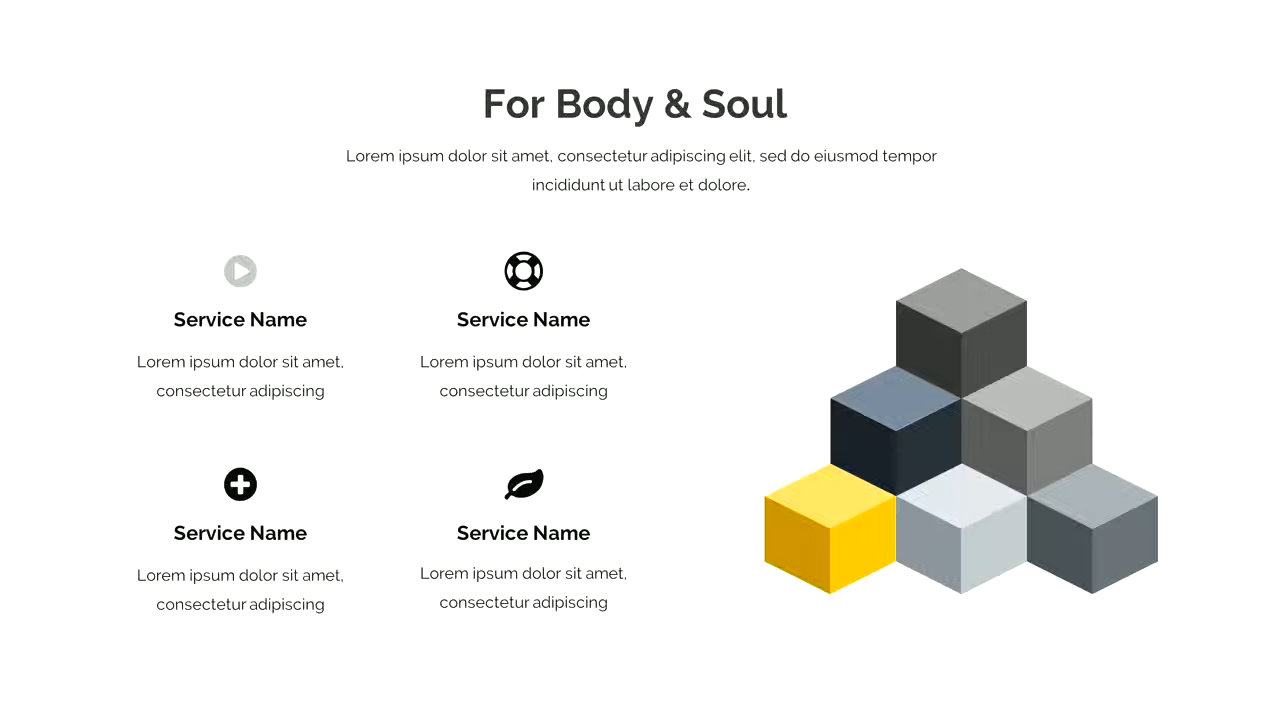 For Body & Soul
Lorem ipsum dolor sit amet, consectetur adipiscing elit, sed do eiusmod tempor
incididunt ut labore et dolore.
Service Name
Lorem ipsum dolor sit amet,
consectetur adipiscing
Service Name
Lorem ipsum dolor sit amet,
consectetur adipiscing
Service Name
Lorem ipsum dolor sit amet,
consectetur adipiscing
Service Name
Lorem ipsum dolor sit amet,
consectetur adipiscing